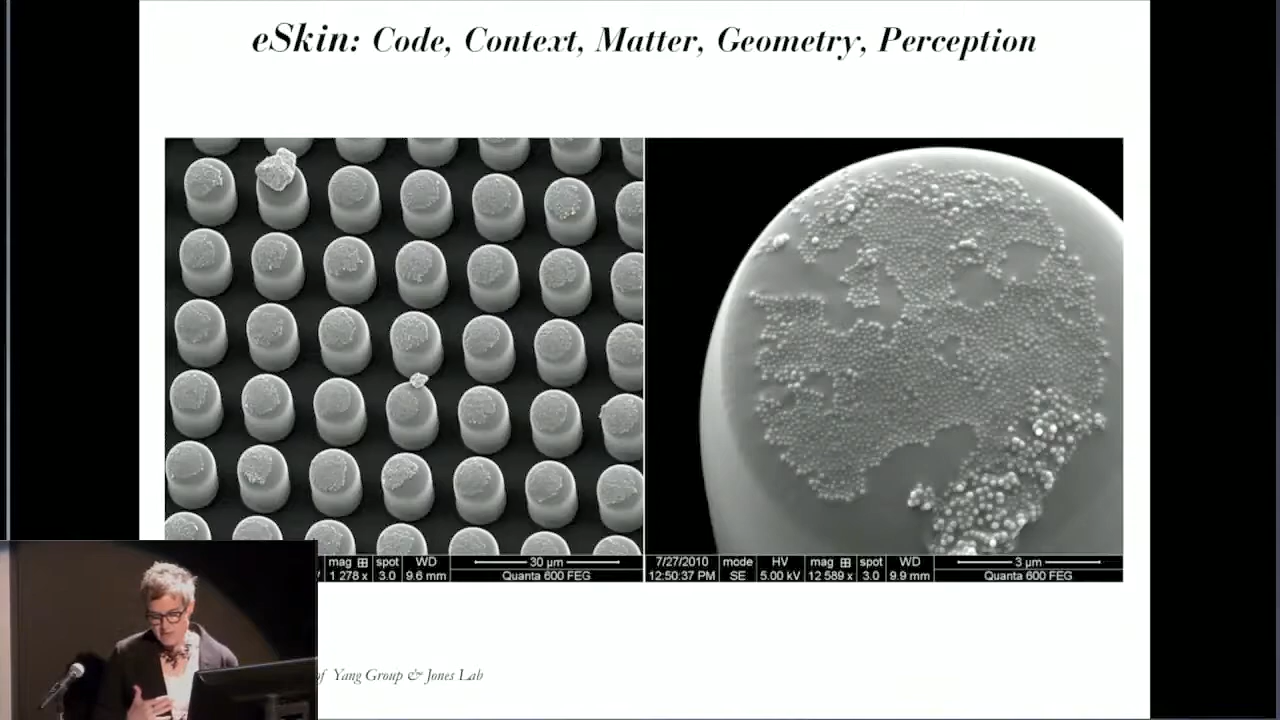 eSkin: Code, Context, Matter, Geometry, Perception
mag spot WD 30 µm
1 278 x 3.0 9.6 mm Quanta 600 FEG
7/27/2010 mode HV mag spot WD 3 µm
12:50:37 PM SE 5.00 kV 12 589 x 3.0 9.9 mm Quanta 600 FEG
of Yang Group & Jones Lab